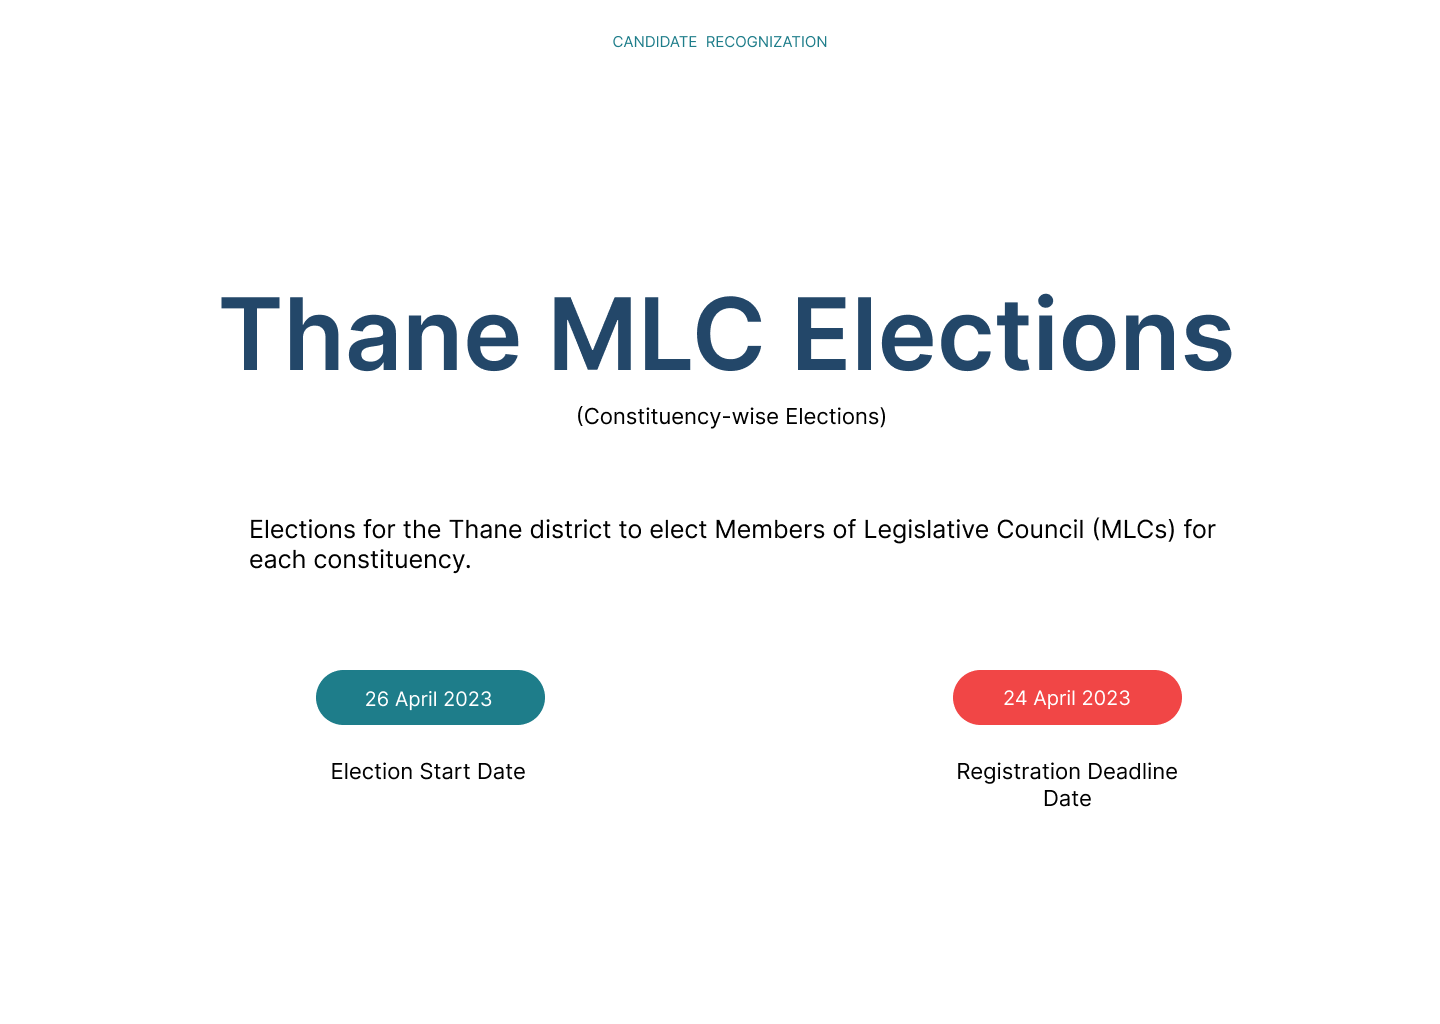 CANDIDATE RECOGNIZATION
Thane MLC Elections
(Constituency-wise Elections)
Elections for the Thane district to elect Members of Legislative Council (MLCs) for
each constituency.
26 April 2023
24 April 2023
Election Start Date
Registration Deadline
Date